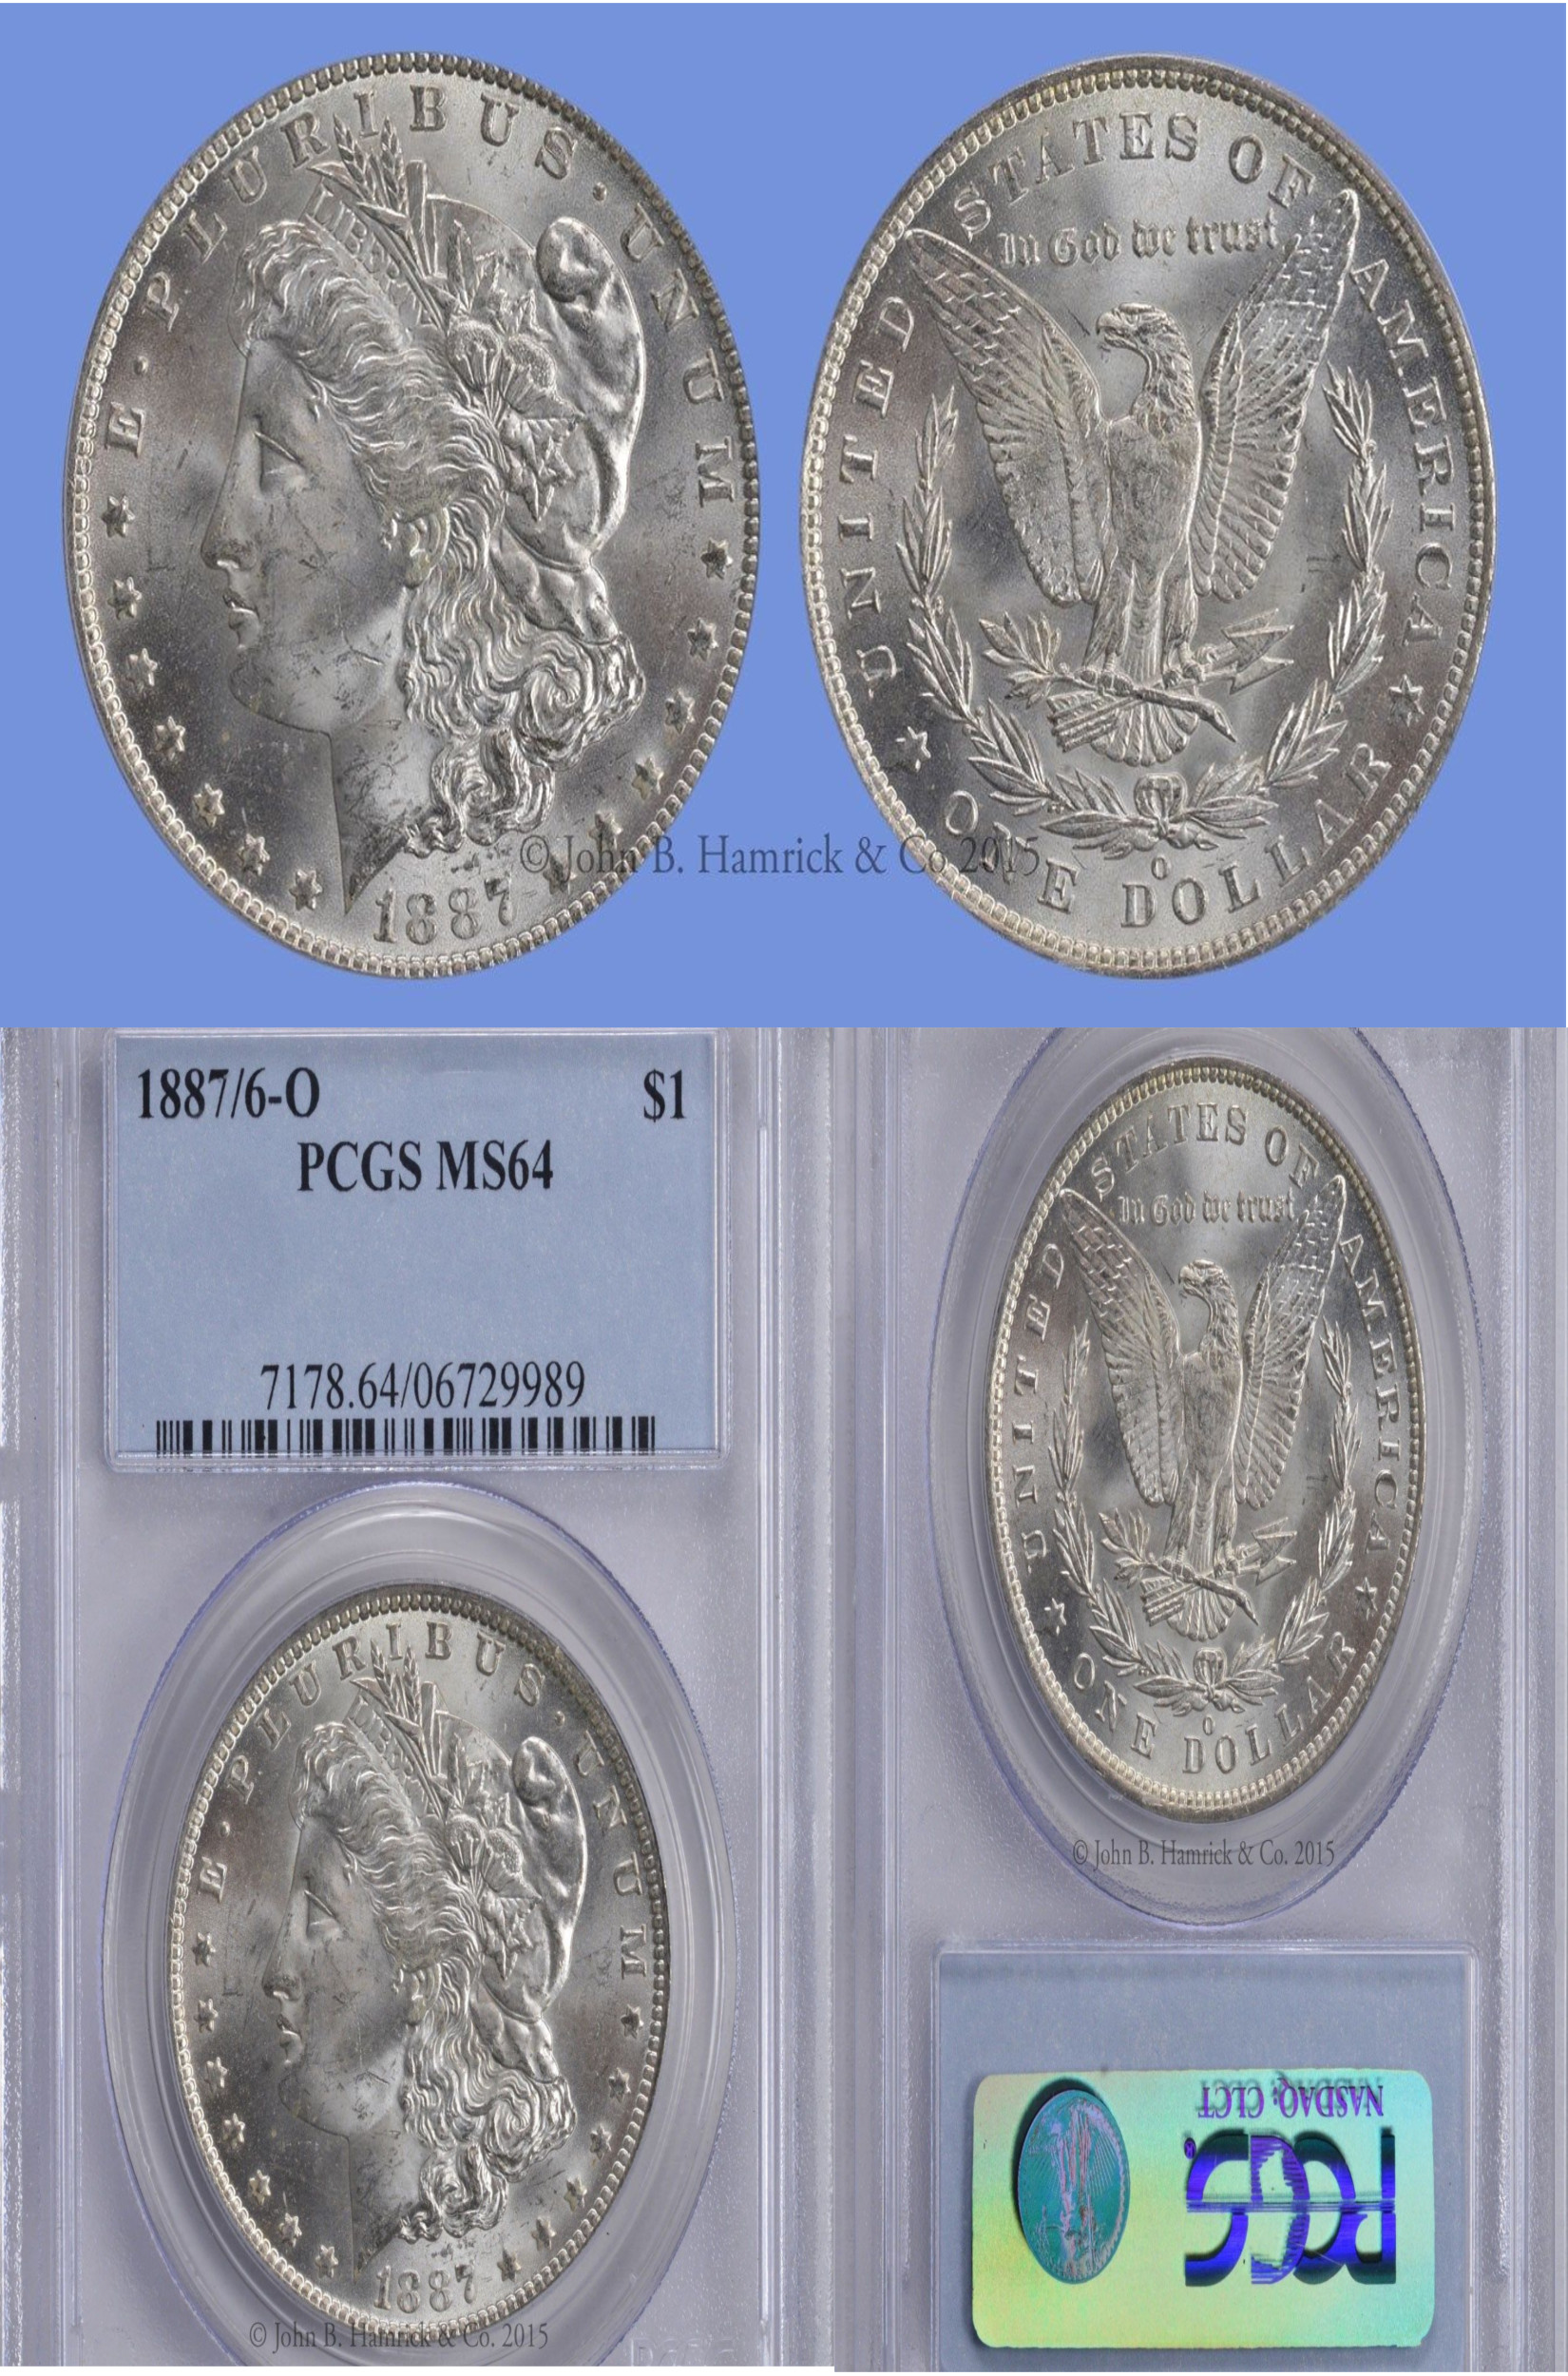 E · PLURIBUS · UNUM
1887
UNITED STATES OF AMERICA
In God we trust
O
ONE DOLLAR
© John B. Hamrick & Co 2015
1887/6-O $1
PCGS MS64
7178.64/06729989
E · PLURIBUS · UNUM
1887
© John B. Hamrick & Co. 2015
UNITED STATES OF AMERICA
In God we trust
O
ONE DOLLAR
© John B. Hamrick & Co. 2015
NASDAQ: CLCT
PCGS